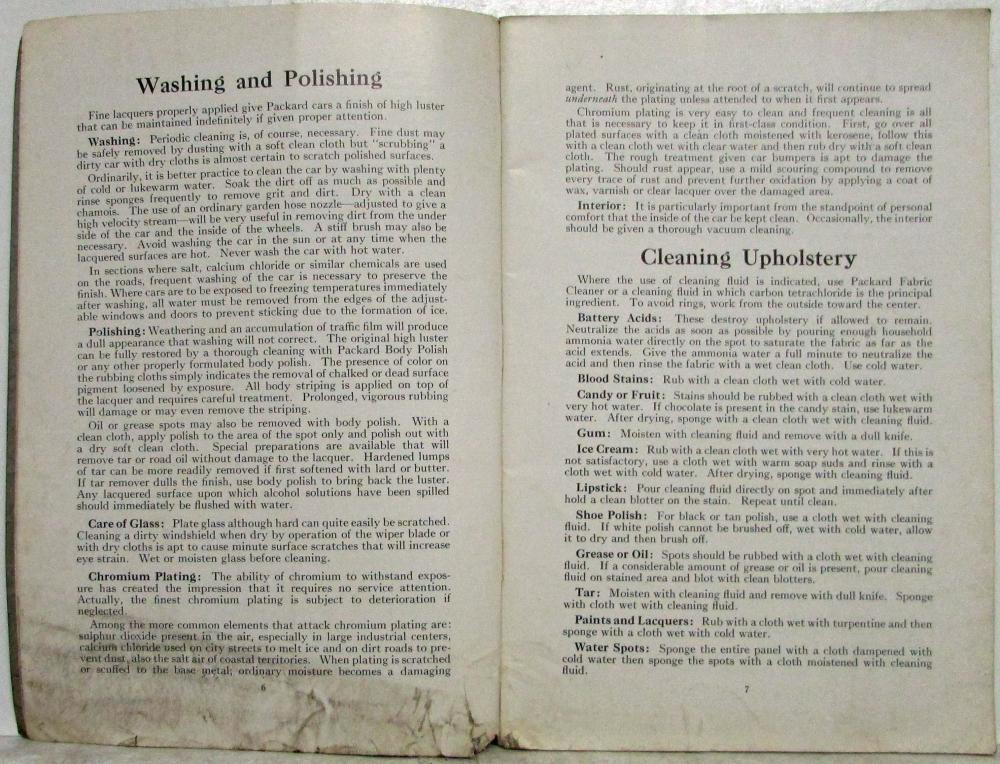 Washing and Polishing
Fine lacquers properly applied give Packard cars a finish of high luster
that can be maintained indefinitely if given proper attention.
Washing: Periodic cleaning is, of course, necessary. Fine dust may
be safely removed by dusting with a soft clean cloth but "scrubbing" a
dirty car with dry cloths is almost certain to scratch polished surfaces.
Ordinarily, it is better practice to clean the car by washing with plenty
of cold or lukewarm water. Soak the dirt off as much as possible and
rinse sponges frequently to remove grit and dirt. Dry with a clean
chamois. The use of an ordinary garden hose nozzle—adjusted to give a
high velocity stream—will be very useful in removing dirt from the under
side of the car and the inside of the wheels. A stiff brush may also be
necessary. Avoid washing the car in the sun or at any time when the
lacquered surfaces are hot. Never wash the car with hot water.
In sections where salt, calcium chloride or similar chemicals are used
on the roads, frequent washing of the car is necessary to preserve the
finish. Where cars are to be exposed to freezing temperatures immediately
after washing, all water must be removed from the edges of the adjust-
able windows and doors to prevent sticking due to the formation of ice.
Polishing: Weathering and an accumulation of traffic film will produce
a dull appearance that washing will not correct. The original high luster
can be fully restored by a thorough cleaning with Packard Body Polish
or any other properly formulated body polish. The presence of color on
the rubbing cloths simply indicates the removal of chalked or dead surface
pigment loosened by exposure. All body striping is applied on top of
the lacquer and requires careful treatment. Prolonged, vigorous rubbing
will damage or may even remove the striping.
Oil or grease spots may also be removed with body polish. With a
clean cloth, apply polish to the area of the spot only and polish out with
a dry soft clean cloth. Special preparations are available that will
remove tar or road oil without damage to the lacquer. Hardened lumps
of tar can be more readily removed if first softened with lard or butter.
If tar remover dulls the finish, use body polish to bring back the luster.
Any lacquered surface upon which alcohol solutions have been spilled
should immediately be flushed with water.
Care of Glass: Plate glass although hard can quite easily be scratched.
Cleaning a dirty windshield when dry by operation of the wiper blade or
with dry cloths is apt to cause minute surface scratches that will increase
eye strain. Wet or moisten glass before cleaning.
Chromium Plating: The ability of chromium to withstand expos-
ure has created the impression that it requires no service attention.
Actually, the finest chromium plating is subject to deterioration if
neglected.
Among the more common elements that attack chromium plating are:
sulphur dioxide present in the air, especially in large industrial centers,
calcium chloride used on city streets to melt ice and on dirt roads to pre-
vent dust, also the salt air of coastal territories. When plating is scratched
or scuffed to the base metal, ordinary moisture becomes a damaging
6
agent. Rust, originating at the root of a scratch, will continue to spread
underneath the plating unless attended to when it first appears.
Chromium plating is very easy to clean and frequent cleaning is all
that is necessary to keep it in first-class condition. First, go over all
plated surfaces with a clean cloth moistened with kerosene, follow this
with a clean cloth wet with clear water and then rub dry with a soft clean
cloth. The rough treatment given car bumpers is apt to damage the
plating. Should rust appear, use a mild scouring compound to remove
every trace of rust and prevent further oxidation by applying a coat of
wax, varnish or clear lacquer over the damaged area.
Interior: It is particularly important from the standpoint of personal
comfort that the inside of the car be kept clean. Occasionally, the interior
should be given a thorough vacuum cleaning.
Cleaning Upholstery
Where the use of cleaning fluid is indicated, use Packard Fabric
Cleaner or a cleaning fluid in which carbon tetrachloride is the principal
ingredient. To avoid rings, work from the outside toward the center.
Battery Acids: These destroy upholstery if allowed to remain.
Neutralize the acids as soon as possible by pouring enough household
ammonia water directly on the spot to saturate the fabric as far as the
acid extends. Give the ammonia water a full minute to neutralize the
acid and then rinse the fabric with a wet clean cloth. Use cold water.
Blood Stains: Rub with a clean cloth wet with cold water.
Candy or Fruit: Stains should be rubbed with a clean cloth wet with
very hot water. If chocolate is present in the candy stain, use lukewarm
water. After drying, sponge with a clean cloth wet with cleaning fluid.
Gum: Moisten with cleaning fluid and remove with a dull knife.
Ice Cream: Rub with a clean cloth wet with very hot water. If this is
not satisfactory, use a cloth wet with warm soap suds and rinse with a
cloth wet with cold water. After drying, sponge with cleaning fluid.
Lipstick: Pour cleaning fluid directly on spot and immediately after
hold a clean blotter on the stain. Repeat until clean.
Shoe Polish: For black or tan polish, use a cloth wet with cleaning
fluid. If white polish cannot be brushed off, wet with cold water, allow
it to dry and then brush off.
Grease or Oil: Spots should be rubbed with a cloth wet with cleaning
fluid. If a considerable amount of grease or oil is present, pour cleaning
fluid on stained area and blot with clean blotters.
Tar: Moisten with cleaning fluid and remove with dull knife. Sponge
with cloth wet with cleaning fluid.
Paints and Lacquers: Rub with a cloth wet with turpentine and then
sponge with a cloth wet with cold water.
Water Spots: Sponge the entire panel with a cloth dampened with
cold water then sponge the spots with a cloth moistened with cleaning
fluid.
7